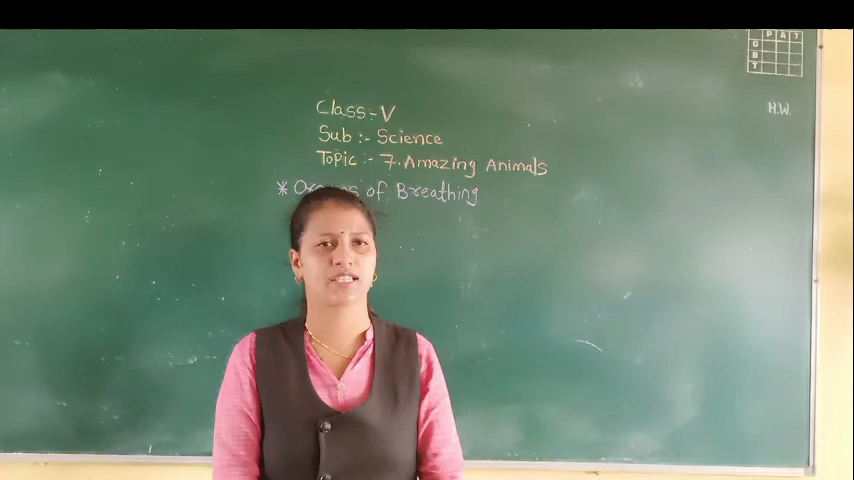 P A T
G
B
T
H.W.
Class:- V
Sub :- Science
Topic :- 7. Amazing Animals
* Organs of Breathing